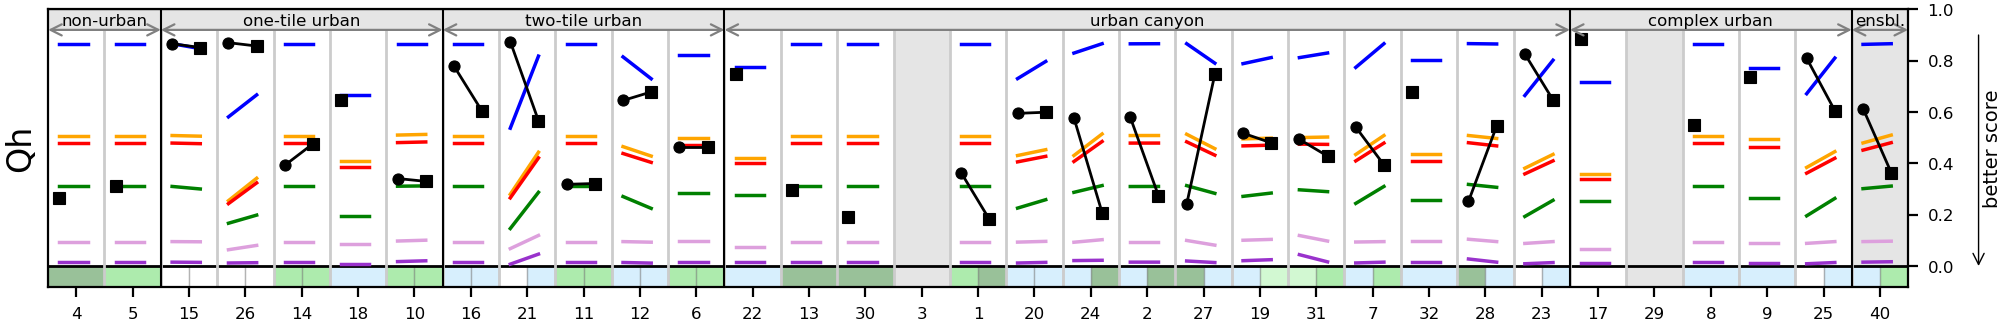 non-urban one-tile urban two-tile urban urban canyon complex urban ensbl.
1.0
0.8
0.6
0.4
0.2
0.0
Qh
better score
4 5 15 26 14 18 10 16 21 11 12 6 22 13 30 3 1 20 24 2 27 19 31 7 32 28 23 17 29 8 9 25 40